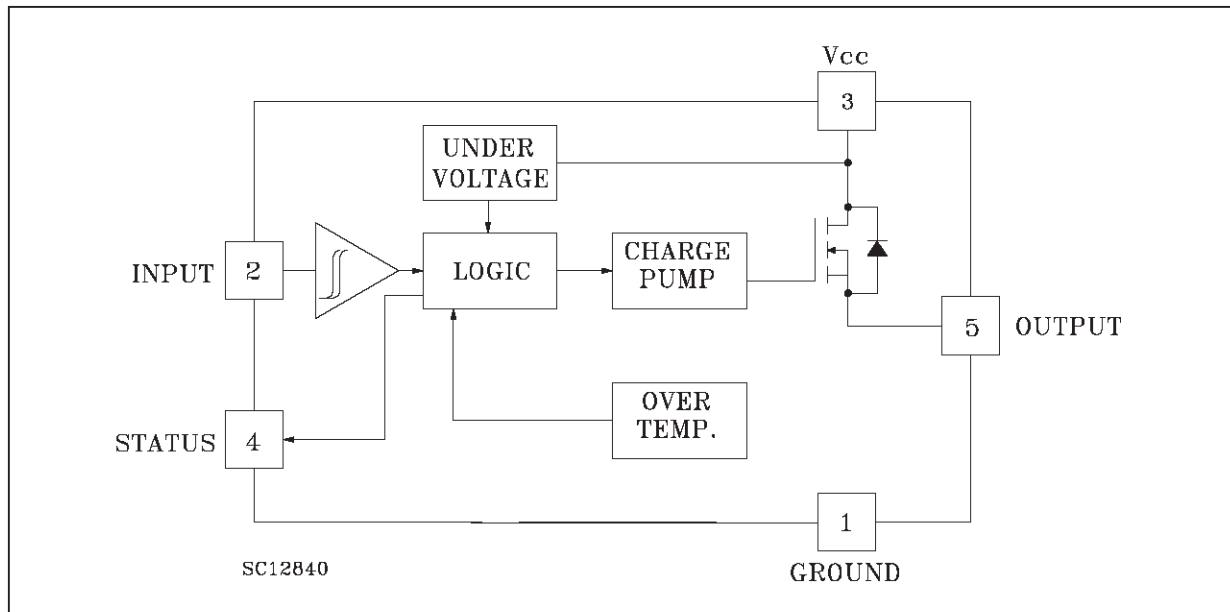 Vcc
3
UNDER
VOLTAGE
INPUT
2
LOGIC
CHARGE
PUMP
5
OUTPUT
OVER
TEMP.
STATUS
4
1
GROUND
SC12840